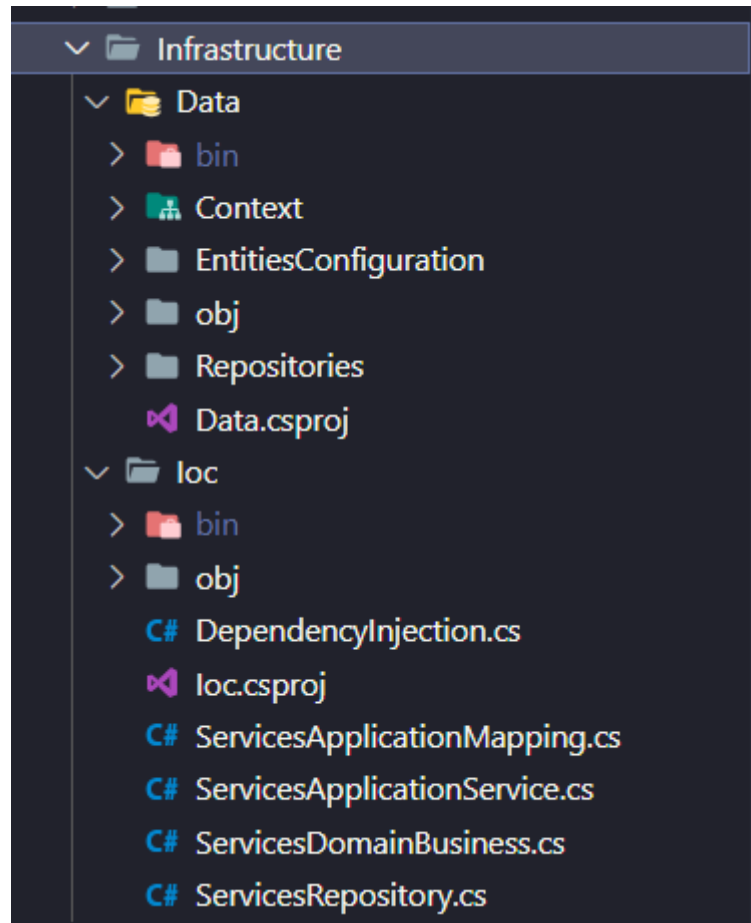 Infrastructure
Data
bin
Context
EntitiesConfiguration
obj
Repositories
Data.csproj
Ioc
bin
obj
C# DependencyInjection.cs
Ioc.csproj
C# ServicesApplicationMapping.cs
C# ServicesApplicationService.cs
C# ServicesDomainBusiness.cs
C# ServicesRepository.cs